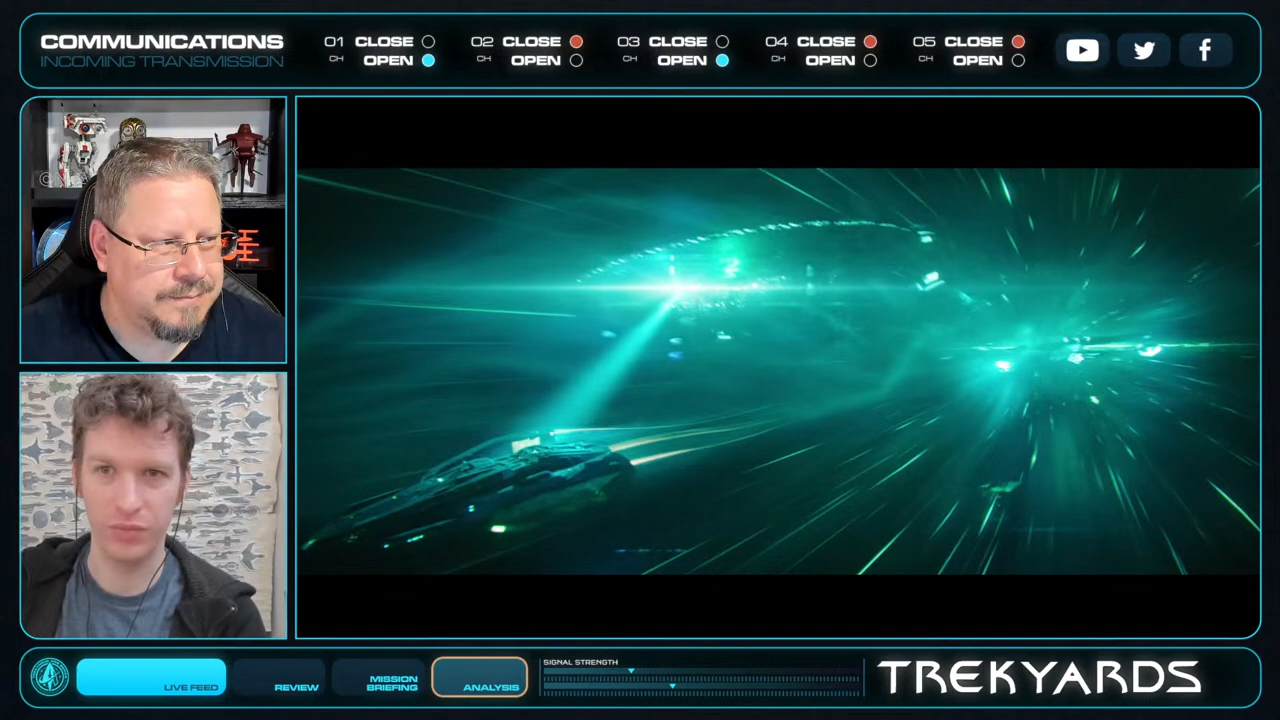 COMMUNICATIONS
INCOMING TRANSMISSION
01 CLOSE
CH OPEN
02 CLOSE
CH OPEN
03 CLOSE
CH OPEN
04 CLOSE
CH OPEN
05 CLOSE
CH OPEN
LIVE FEED
REVIEW
MISSION
BRIEFING
ANALYSIS
SIGNAL STRENGTH
TREKYARDS